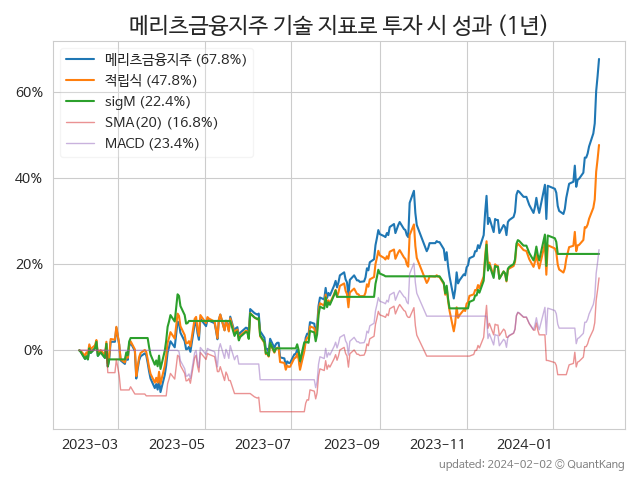 메리츠금융지주 기술 지표로 투자 시 성과 (1년)
메리츠금융지주 (67.8%)
적립식 (47.8%)
sigM (22.4%)
SMA(20) (16.8%)
MACD (23.4%)
60%
40%
20%
0%
2023-03 2023-05 2023-07 2023-09 2023-11 2024-01
updated: 2024-02-02 © QuantKang